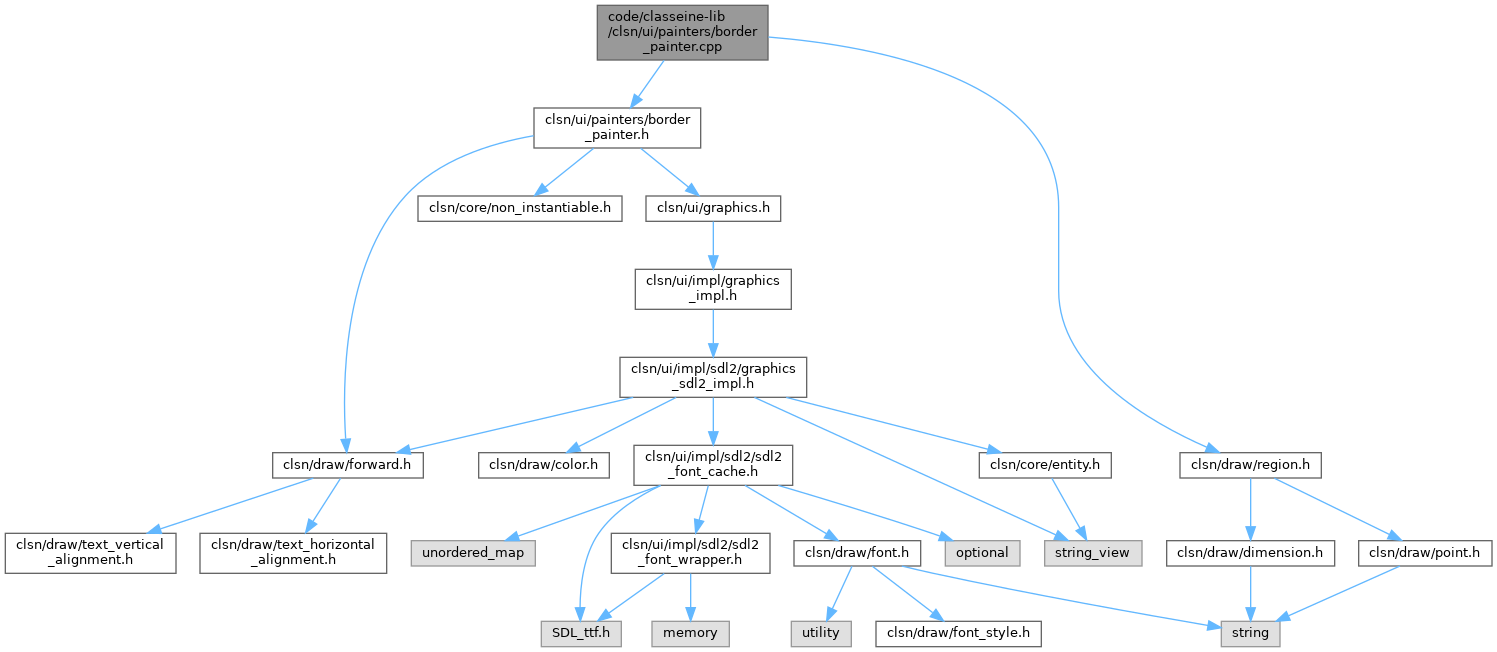 code/classeine-lib
/clsn/ui/painters/border
_painter.cpp
clsn/ui/painters/border
_painter.h
clsn/core/non_instantiable.h
clsn/ui/graphics.h
clsn/ui/impl/graphics
_impl.h
clsn/ui/impl/sdl2/graphics
_sdl2_impl.h
clsn/draw/forward.h
clsn/draw/color.h
clsn/ui/impl/sdl2/sdl2
_font_cache.h
clsn/core/entity.h
clsn/draw/region.h
clsn/draw/text_vertical
_alignment.h
clsn/draw/text_horizontal
_alignment.h
unordered_map
clsn/ui/impl/sdl2/sdl2
_font_wrapper.h
clsn/draw/font.h
optional
string_view
clsn/draw/dimension.h
clsn/draw/point.h
SDL_ttf.h
memory
utility
clsn/draw/font_style.h
string